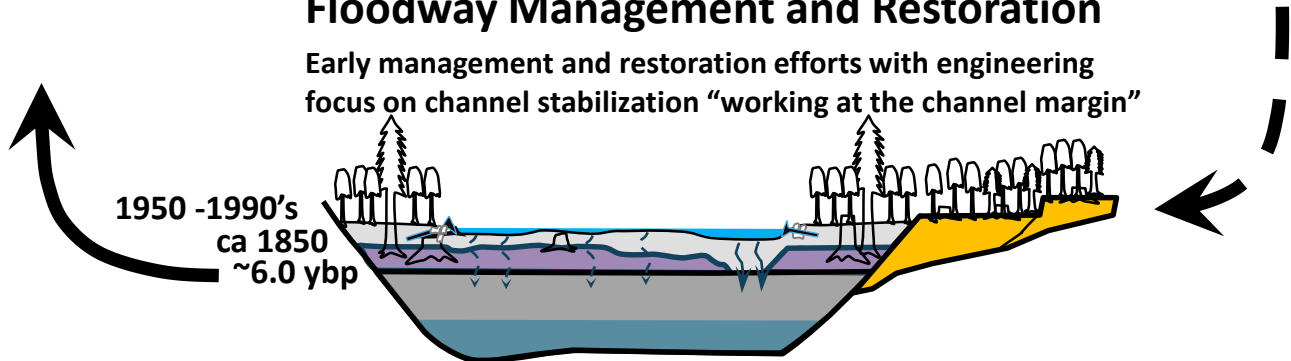 Floodway Management and Restoration
Early management and restoration efforts with engineering
focus on channel stabilization “working at the channel margin”
1950 -1990’s
ca 1850
~6.0 ybp